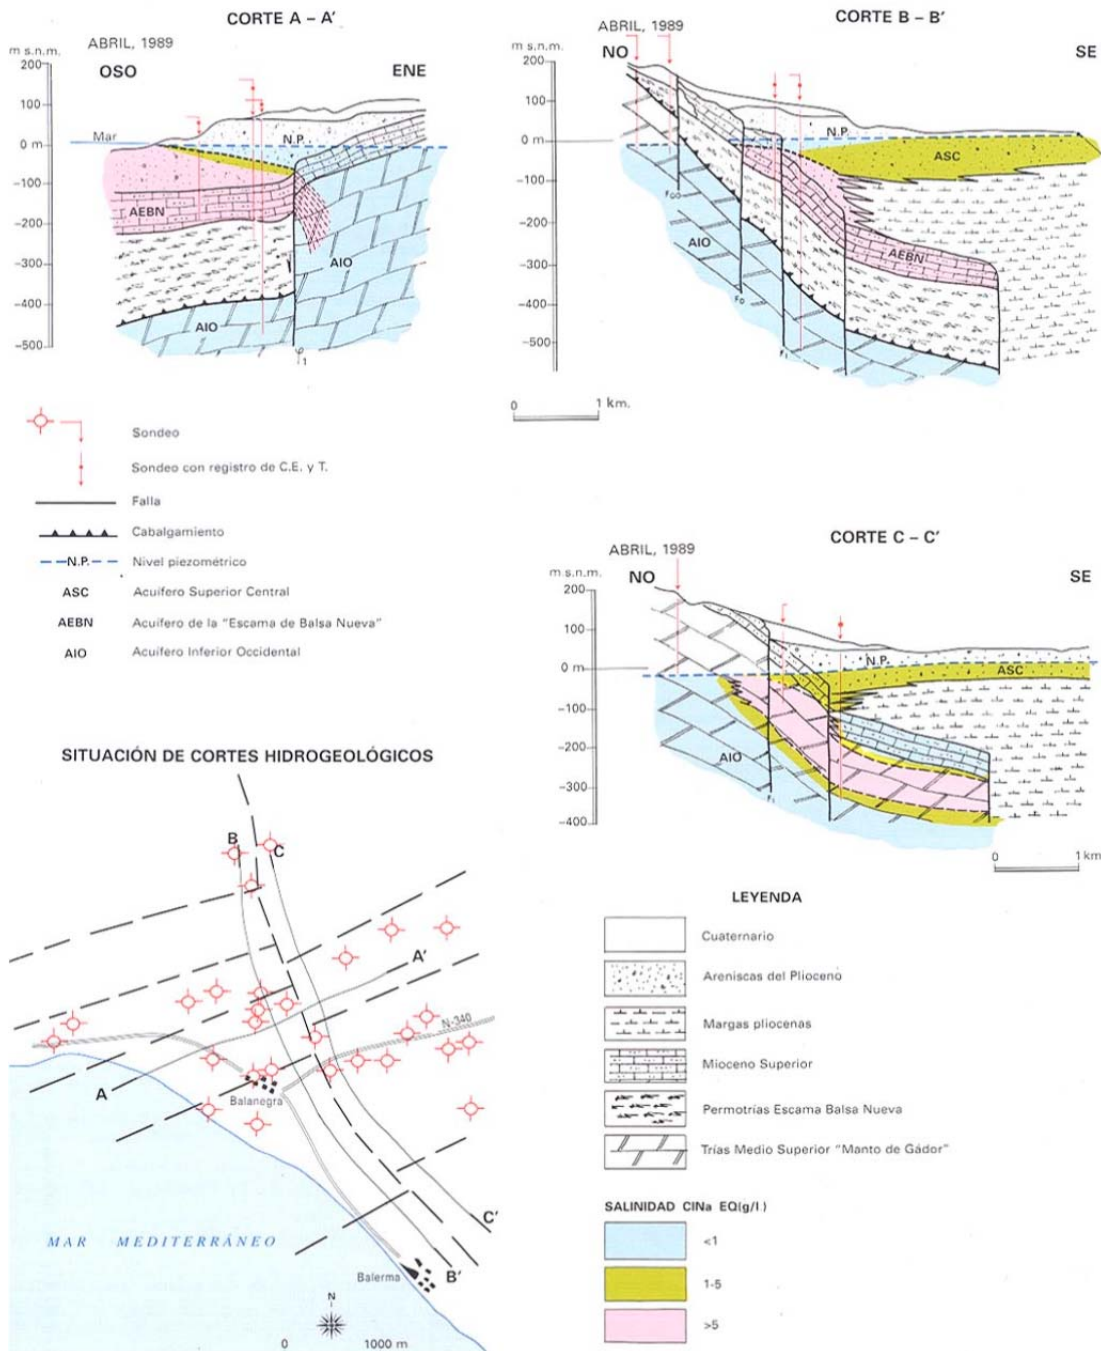 CORTE A – A'
ABRIL, 1989
m s.n.m.
OSO
ENE
200
100
0 m
−100
−200
−300
−400
−500
Mar
N.P.
AEBN
AIO
AIO
CORTE B – B'
ABRIL, 1989
m s.n.m.
NO
SE
200
100
0 m
−100
−200
−300
−400
−500
N.P.
ASC
AEBN
AIO
F0
0
1 km.
Sondeo
Sondeo con registro de C.E. y T.
Falla
Cabalgamiento
N.P.
Nivel piezométrico
ASC
Acuífero Superior Central
AEBN
Acuífero de la "Escama de Balsa Nueva"
AIO
Acuífero Inferior Occidental
CORTE C – C'
ABRIL, 1989
m s.n.m.
NO
SE
200
100
0 m
−100
−200
−300
−400
N.P.
ASC
AIO
0
1 km
SITUACIÓN DE CORTES HIDROGEOLÓGICOS
B
C
A'
N-340
A
Balanegra
MAR MEDITERRÁNEO
C'
B'
Balerma
N
0
1000 m
LEYENDA
Cuaternario
Areniscas del Plioceno
Margas pliocenas
Mioceno Superior
Permotrías Escama Balsa Nueva
Trías Medio Superior "Manto de Gádor"
SALINIDAD ClNa EQ(g/l)
<1
1-5
>5